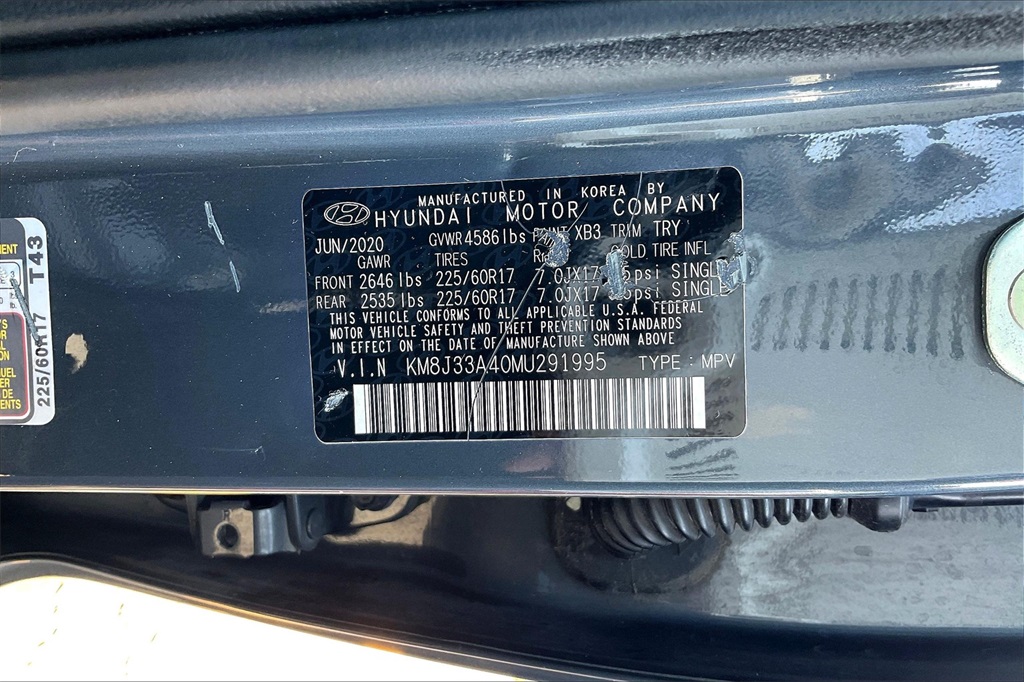 MANUFACTURED IN KOREA BY
HYUNDAI MOTOR COMPANY
JUN/2020 GVWR 4586 lbs XB3 TRIM TRY
GAWR TIRES COLD TIRE INFL
FRONT 2646 lbs 225/60R17 7.0JX17 psi SINGLE
REAR 2535 lbs 225/60R17 7.0JX17 psi SINGLE
THIS VEHICLE CONFORMS TO ALL APPLICABLE U.S.A. FEDERAL
MOTOR VEHICLE SAFETY AND THEFT PREVENTION STANDARDS
IN EFFECT ON THE DATE OF MANUFACTURE SHOWN ABOVE
V.I.N KM8J33A40MU291995 TYPE: MPV
T43
225/60R17